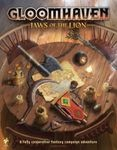 GLOOMHAVEN
JAWS OF THE LION
A fully cooperative fantasy campaign adventure